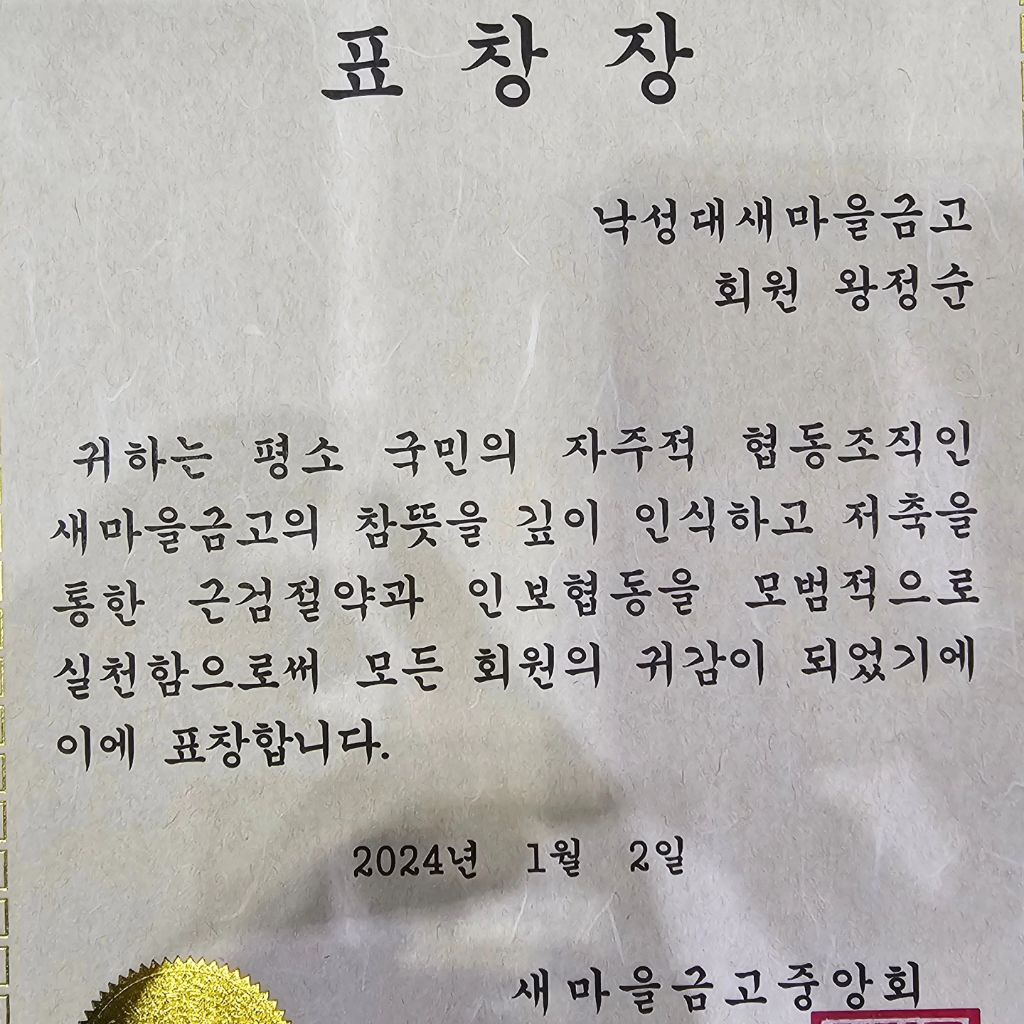 표창장
낙성대새마을금고
회원 왕정순
귀하는 평소 국민의 자주적 협동조직인
새마을금고의 참뜻을 깊이 인식하고 저축을
통한 근검절약과 인보협동을 모범적으로
실천함으로써 모든 회원의 귀감이 되었기에
이에 표창합니다.
2024년 1월 2일
새마을금고중앙회